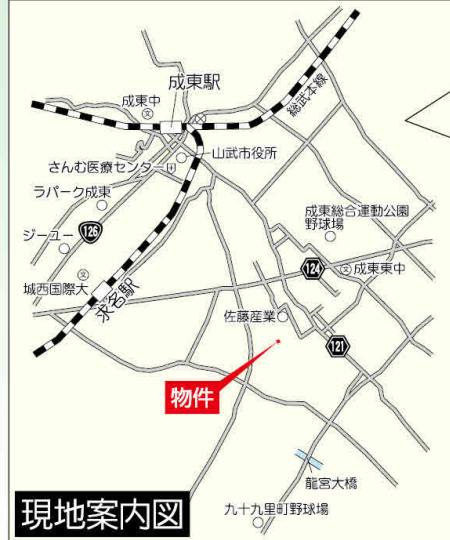 成東駅
成東中
文
総武本線
山武市役所
さんむ医療センター
ラパーク成東
126
ジーユー
成東総合運動公園
野球場
文
城西国際大
求名駅
124
文
成東東中
佐藤産業
121
物件
龍宮大橋
九十九里町野球場
現地案内図